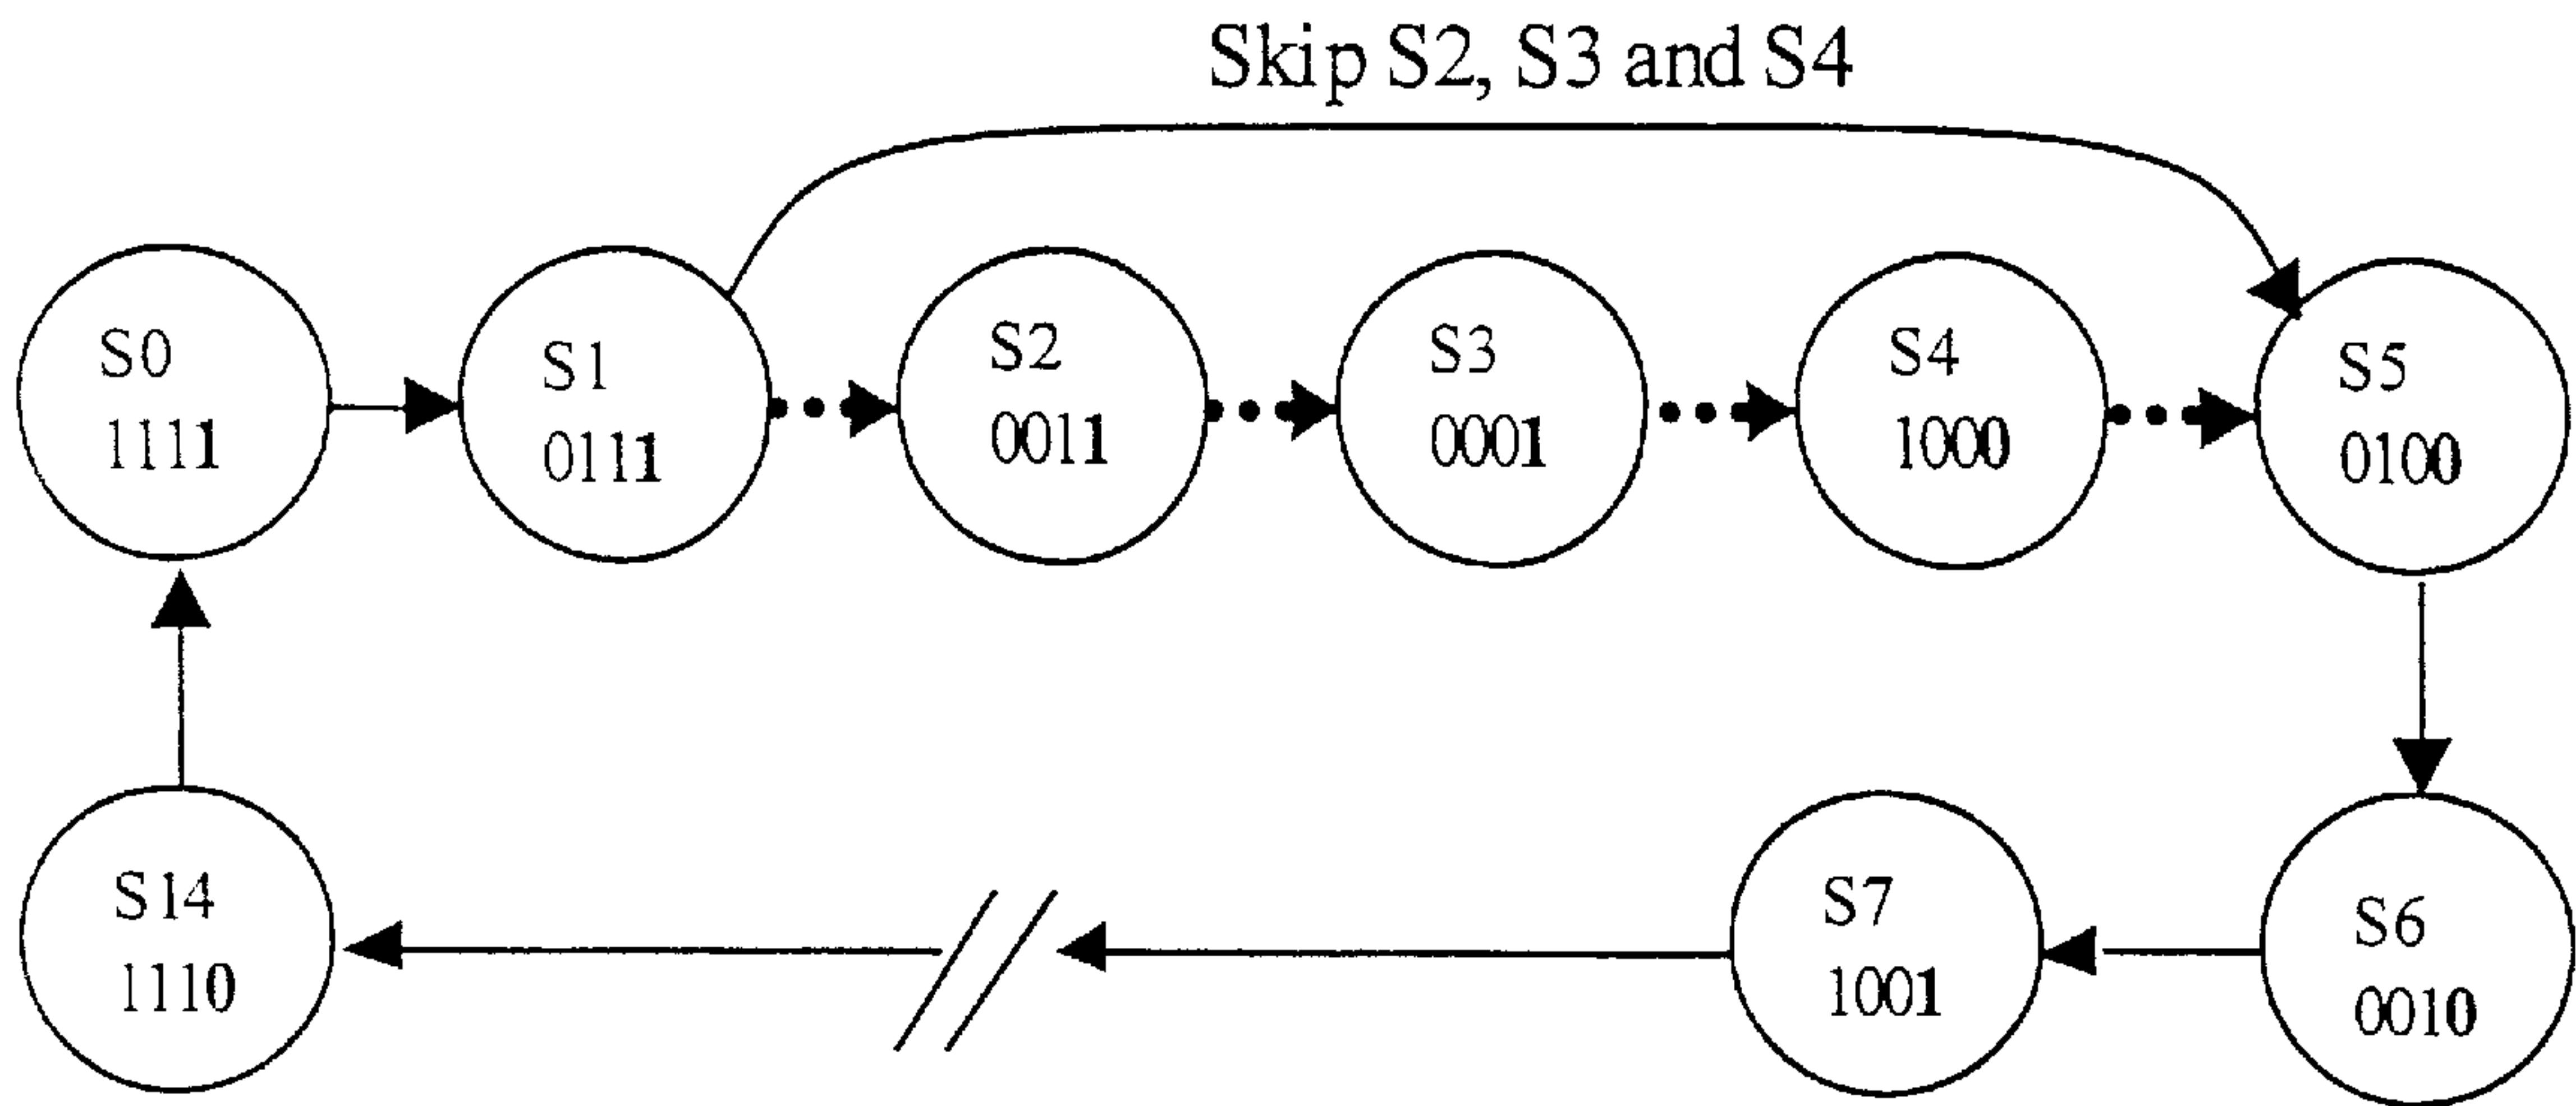 Skip S2, S3 and S4
S0
1111
S1
0111
S2
0011
S3
0001
S4
1000
S5
0100
S14
1110
S7
1001
S6
0010